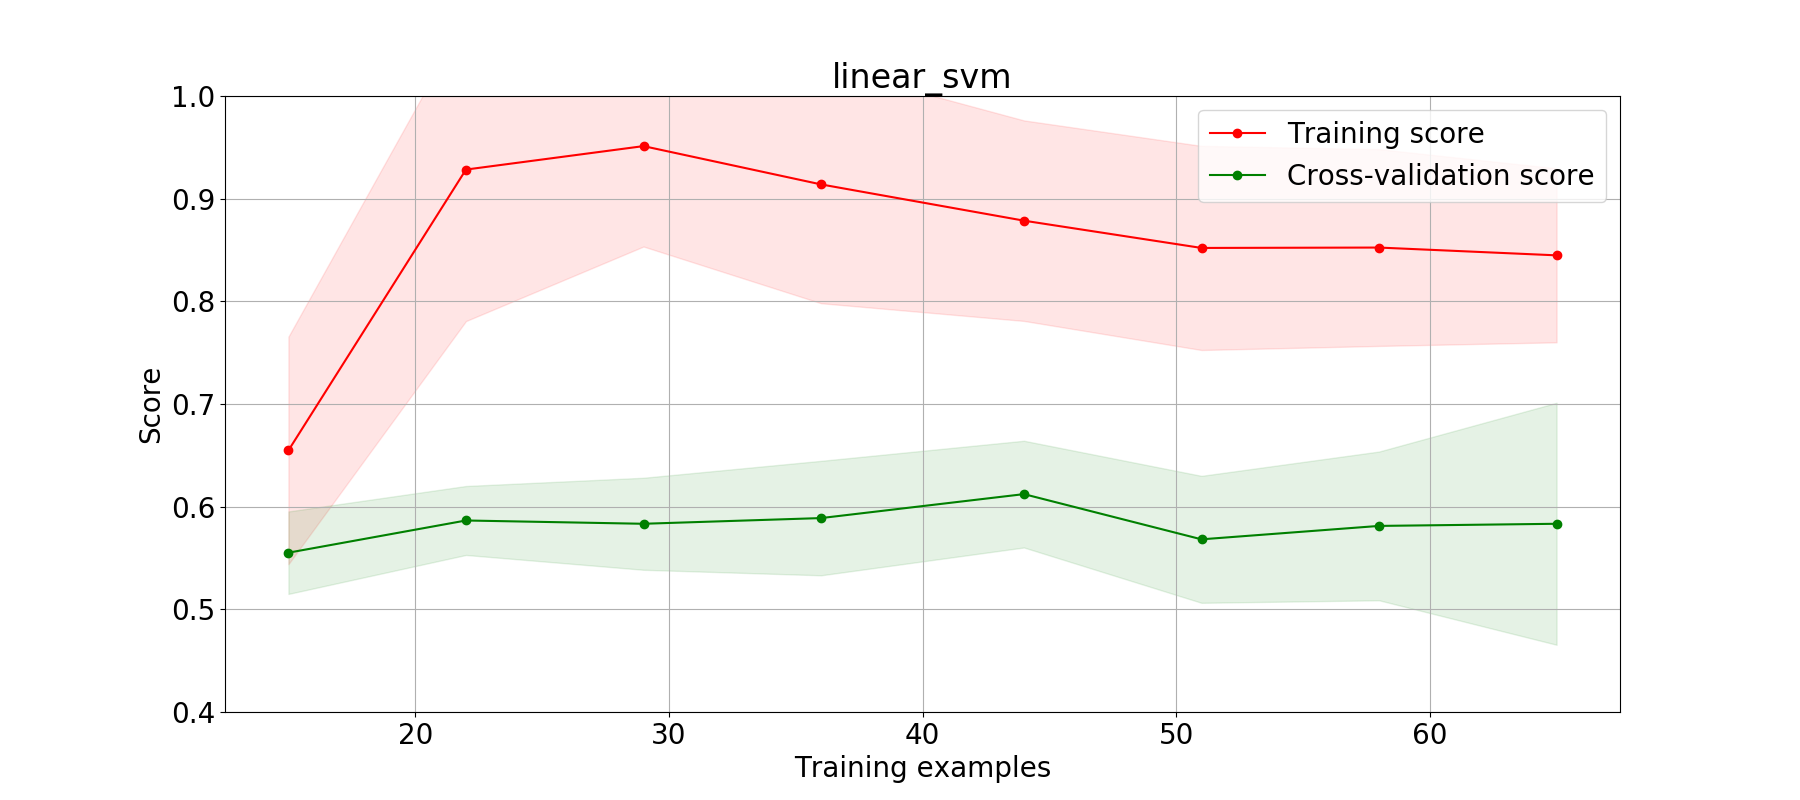 linear_svm
1.0
0.9
0.8
0.7
0.6
0.5
0.4
Score
Training score
Cross-validation score
20 30 40 50 60
Training examples